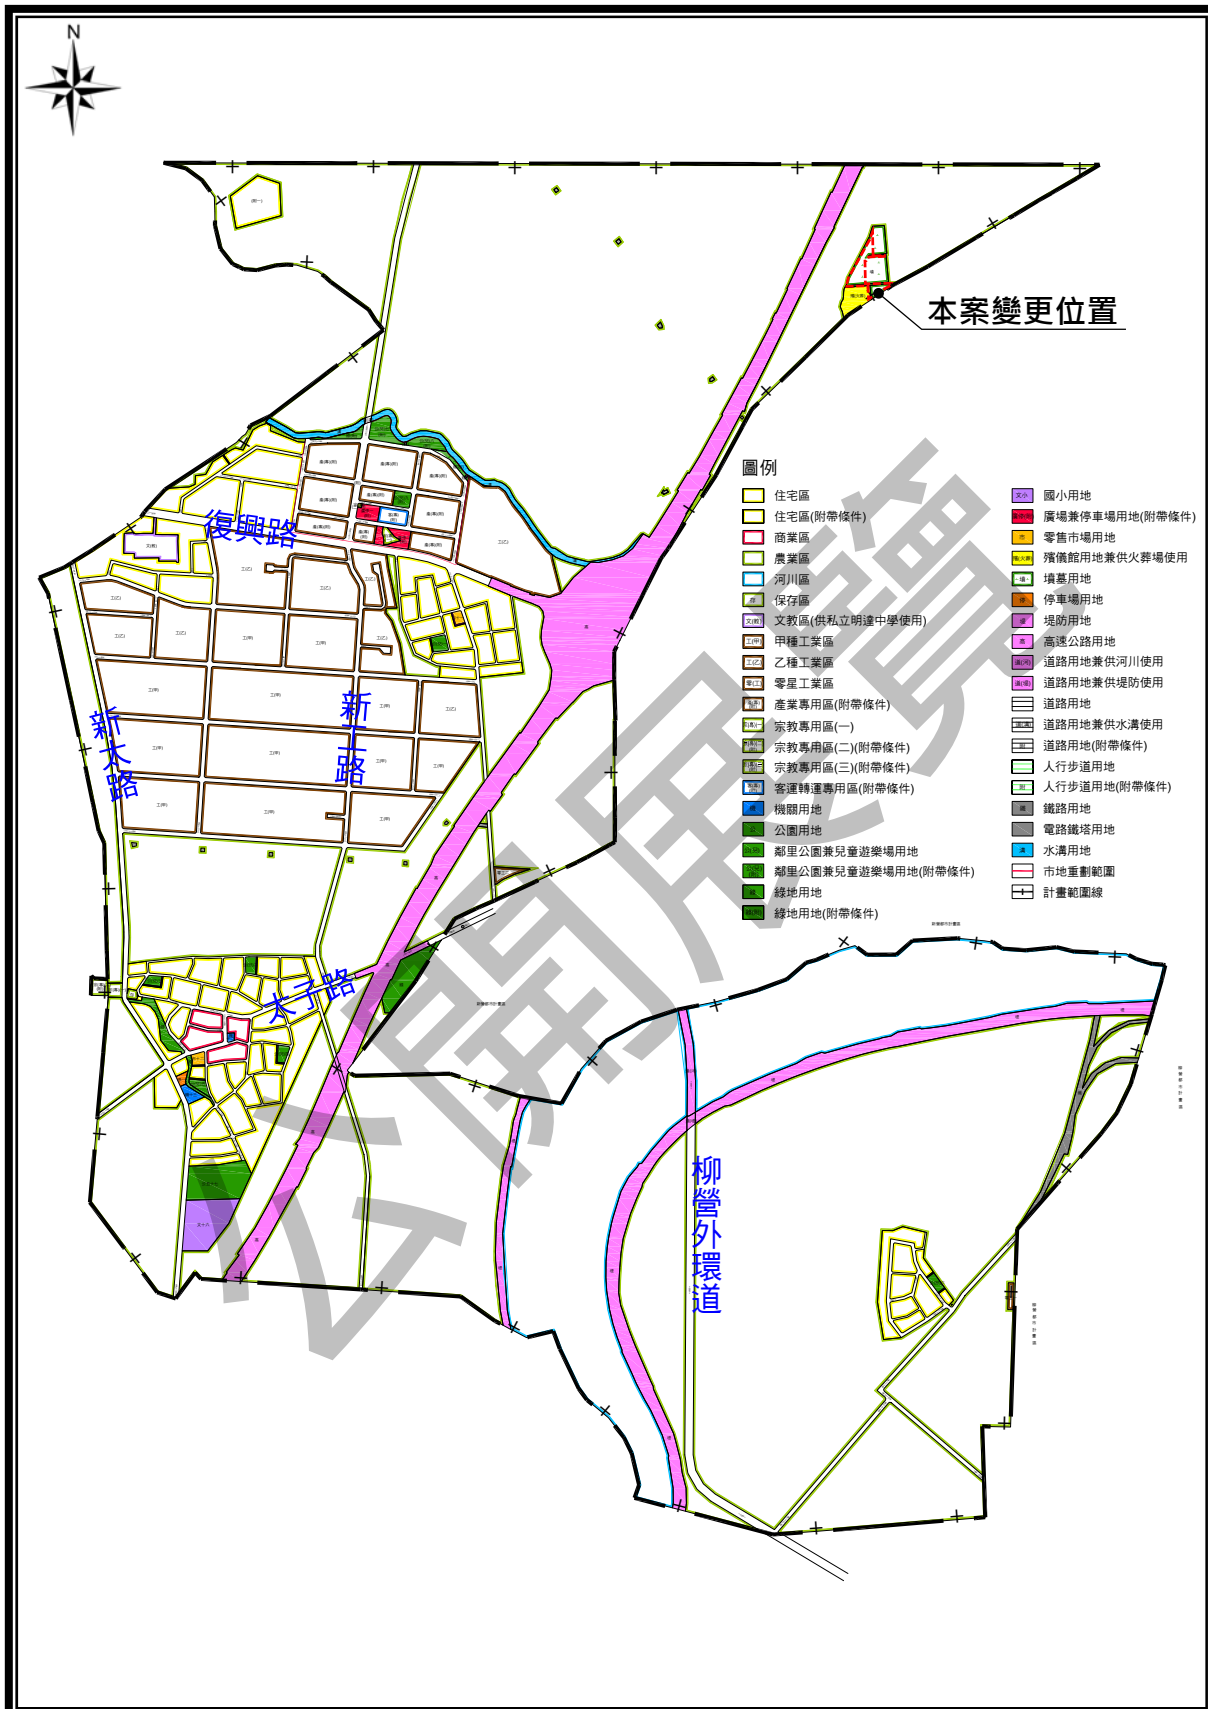 N
本案變更位置
圖例
住宅區
住宅區(附帶條件)
商業區
農業區
河川區
保存區
文教區(供私立明達中學使用)
甲種工業區
乙種工業區
零星工業區
產業專用區(附帶條件)
宗教專用區(一)
宗教專用區(二)(附帶條件)
宗教專用區(三)(附帶條件)
客運轉運專用區(附帶條件)
機關用地
公園用地
鄰里公園兼兒童遊樂場用地
鄰里公園兼兒童遊樂場用地(附帶條件)
綠地用地
綠地用地(附帶條件)
國小用地
廣場兼停車場用地(附帶條件)
零售市場用地
殯儀館用地兼供火葬場使用
墳墓用地
停車場用地
堤防用地
高速公路用地
道路用地兼供河川使用
道路用地兼供堤防使用
道路用地
道路用地兼供水溝使用
道路用地(附帶條件)
人行步道用地
人行步道用地(附帶條件)
鐵路用地
電路鐵塔用地
水溝用地
市地重劃範圍
計畫範圍線
復興路
新太路
新工路
太子路
柳營外環道
公開展覽